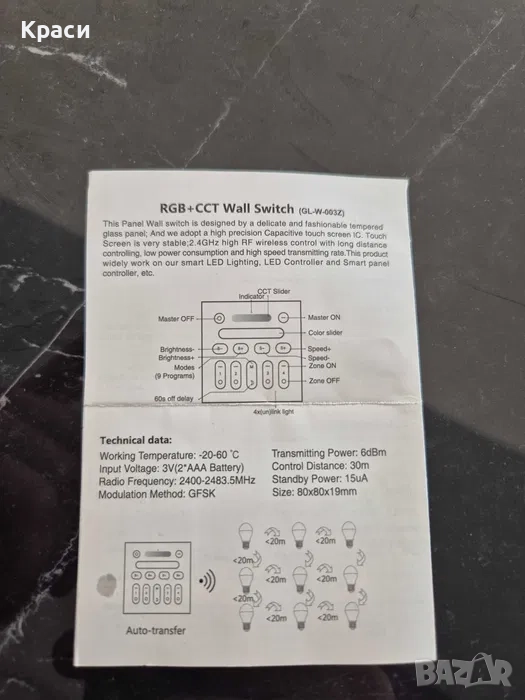 Краси
RGB+CCT Wall Switch (GL-W-003Z)
This Panel Wall switch is designed by a delicate and fashionable tempered
glass panel; And we adopt a high precision Capacitive touch screen IC. Touch
Screen is very stable;2.4GHz high RF wireless control with long distance
controlling, low power consumption and high speed transmitting rate.This product
widely work on our smart LED Lighting, LED Controller and Smart panel
controller, etc.
CCT Slider
Indicator
Master OFF
Master ON
Color slider
Brightness-
B- B+ S- S+
Speed+
Brightness+
Speed-
Modes
(9 Programs)
Zone ON
Zone OFF
60s off delay
4x(un)link light
Technical data:
Working Temperature: -20-60 °C
Transmitting Power: 6dBm
Input Voltage: 3V(2*AAA Battery)
Control Distance: 30m
Radio Frequency: 2400-2483.5MHz
Standby Power: 15uA
Modulation Method: GFSK
Size: 80x80x19mm
<20m <20m
<20m <20m
<20m <20m
<20m
<20m <20m
Auto-transfer
BAZAR